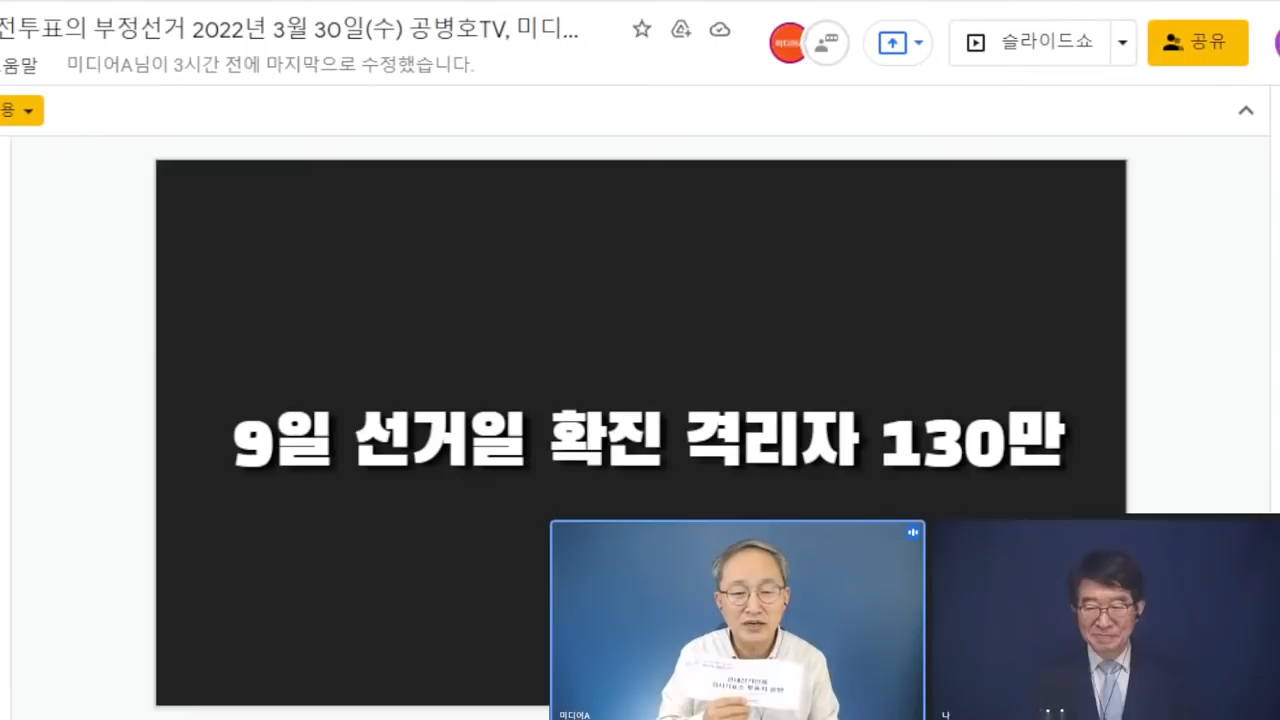 전투표의 부정선거 2022년 3월 30일(수) 공병호TV, 미디...
움말 미디어A님이 3시간 전에 마지막으로 수정했습니다.
슬라이드쇼
공유
용
9일 선거일 확진 격리자 130만
미디어A
나